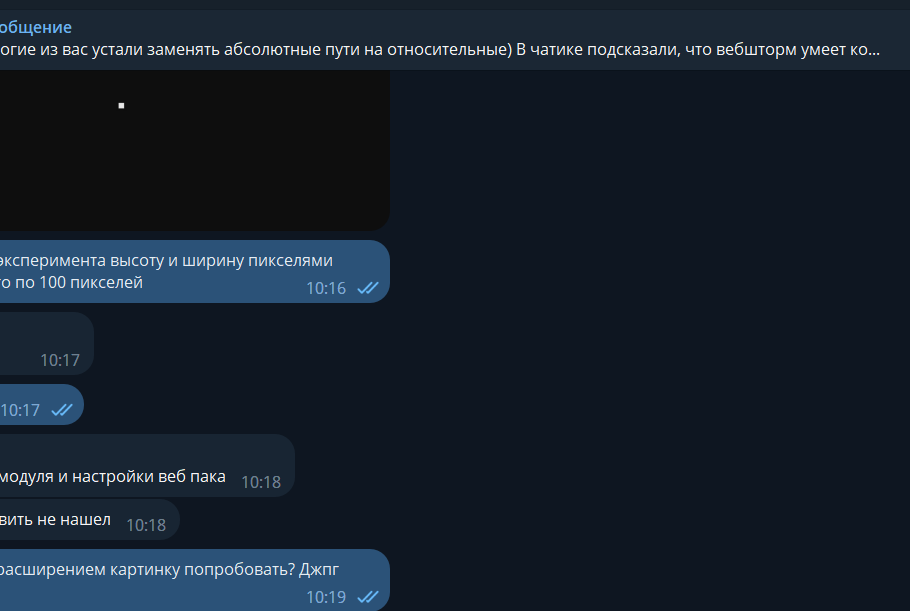 общение
огие из вас устали заменять абсолютные пути на относительные) В чатике подсказали, что вебшторм умеет ко...
эксперимента высоту и ширину пикселями
о по 100 пикселей
10:16
10:17
10:17
модуля и настройки веб пака
10:18
вить не нашел
10:18
расширением картинку попробовать? Джпг
10:19